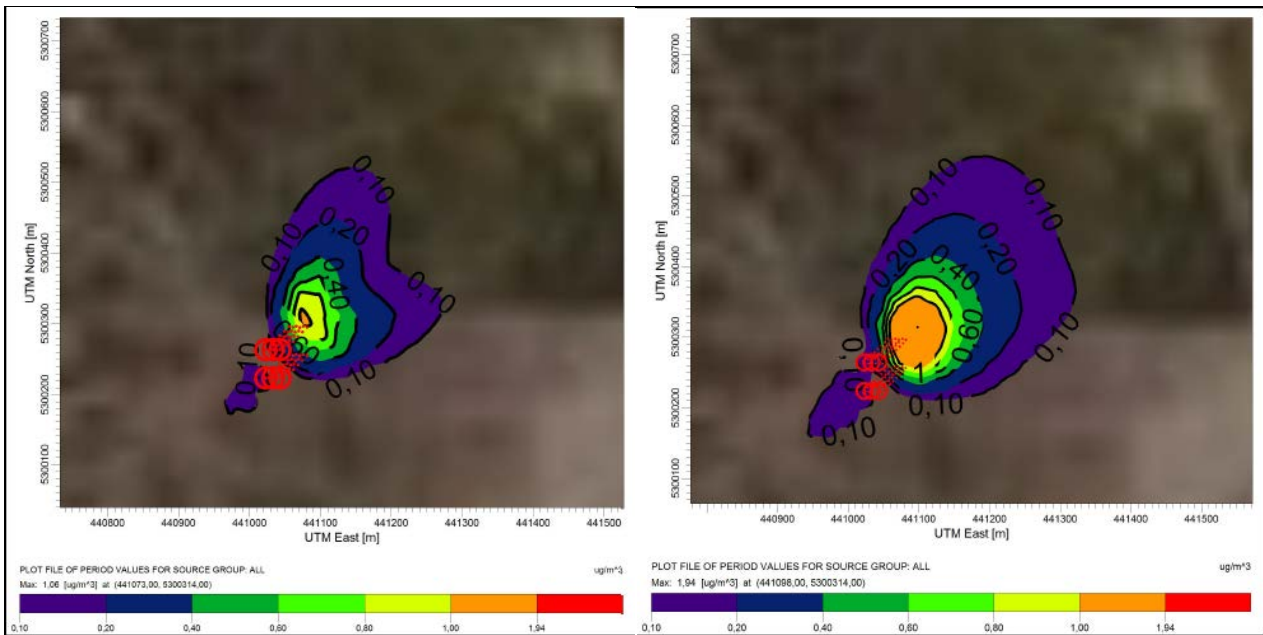 UTM North [m]
5300700
5300600
5300500
5300400
5300300
5300200
5300100
0,10
0,10
0,20
0,10
0,40
0,10
0,10
0,10
440800 440900 441000 441100 441200 441300 441400 441500
UTM East [m]
PLOT FILE OF PERIOD VALUES FOR SOURCE GROUP: ALL ug/m^3
Max: 1,06 [ug/m^3] at (441073,00, 5300314,00)
0,10 0,20 0,40 0,60 0,80 1,00 1,94
UTM North [m]
5300700
5300600
5300500
5300400
5300300
5300200
5300100
0,10
0,10
0,20
0,20
0,40
0,60
0,10
1
0,10
0,10
440900 441000 441100 441200 441300 441400 441500
UTM East [m]
PLOT FILE OF PERIOD VALUES FOR SOURCE GROUP: ALL ug/m^3
Max: 1,94 [ug/m^3] at (441098,00, 5300314,00)
0,10 0,20 0,40 0,60 0,80 1,00 1,94